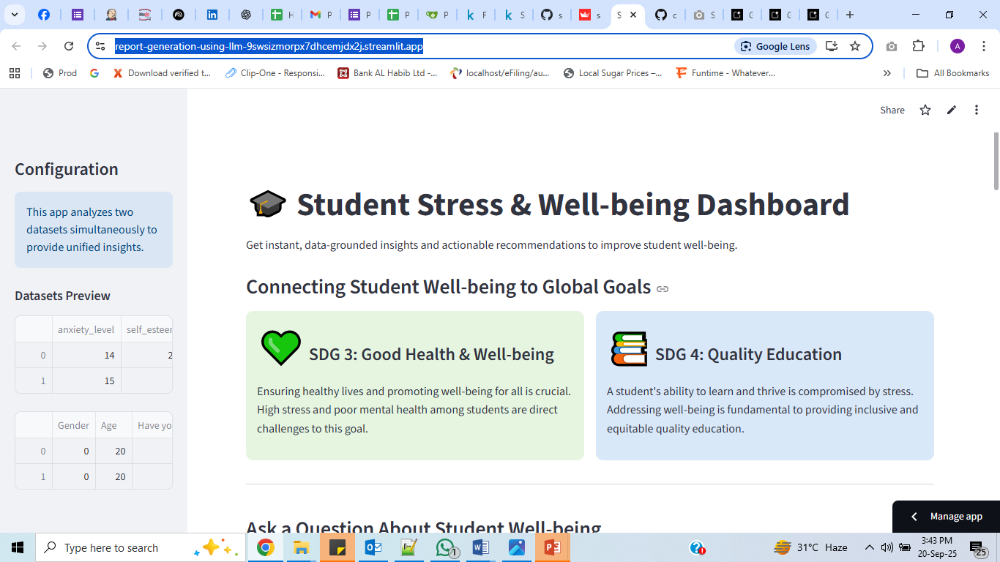 H
P
P
P
P
F
S
s
s
S
c
S
G
G
G
report-generation-using-llm-9swsizmorpx7dhcemjdx2j.streamlit.app
Google Lens
A
Prod
Download verified t...
Clip-One - Responsi...
Bank AL Habib Ltd -...
localhost/eFiling/au...
Local Sugar Prices –...
Funtime - Whatever...
All Bookmarks
Share
Configuration
This app analyzes two
datasets simultaneously to
provide unified insights.
Datasets Preview
anxiety_level self_esteer
0 14 2
1 15
Gender Age Have yo
0 0 20
1 0 20
🎓 Student Stress & Well-being Dashboard
Get instant, data-grounded insights and actionable recommendations to improve student well-being.
Connecting Student Well-being to Global Goals
💚 SDG 3: Good Health & Well-being
Ensuring healthy lives and promoting well-being for all is crucial.
High stress and poor mental health among students are direct
challenges to this goal.
📚 SDG 4: Quality Education
A student's ability to learn and thrive is compromised by stress.
Addressing well-being is fundamental to providing inclusive and
equitable quality education.
Ask a Question About Student Well-being
Manage app
Type here to search
1
31°C Haze
3:43 PM
20-Sep-25
25